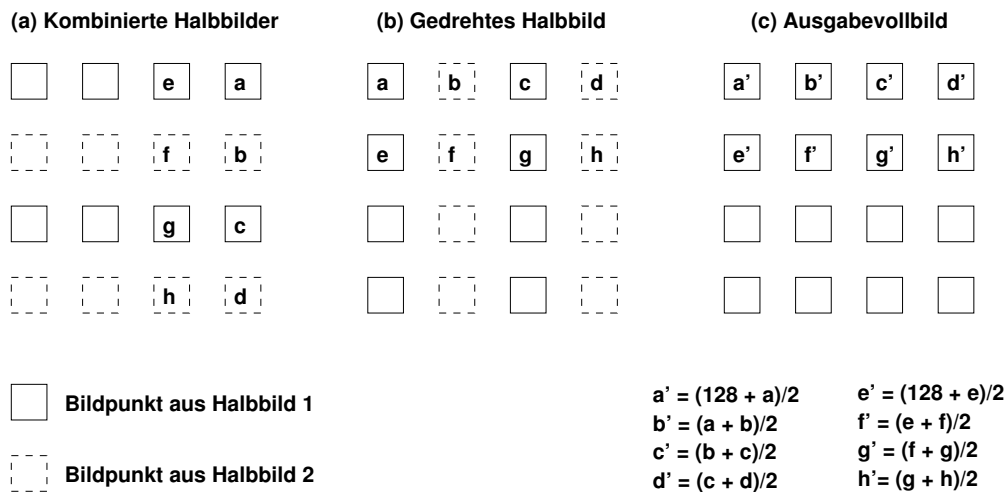 (a) Kombinierte Halbbilder (b) Gedrehtes Halbbild (c) Ausgabevollbild
e a a b c d a’ b’ c’ d’
f b e f g h e’ f’ g’ h’
g c
h d
a’ = (128 + a)/2 e’ = (128 + e)/2
Bildpunkt aus Halbbild 1
b’ = (a + b)/2 f’ = (e + f)/2
c’ = (b + c)/2 g’ = (f + g)/2
Bildpunkt aus Halbbild 2
d’ = (c + d)/2 h’= (g + h)/2